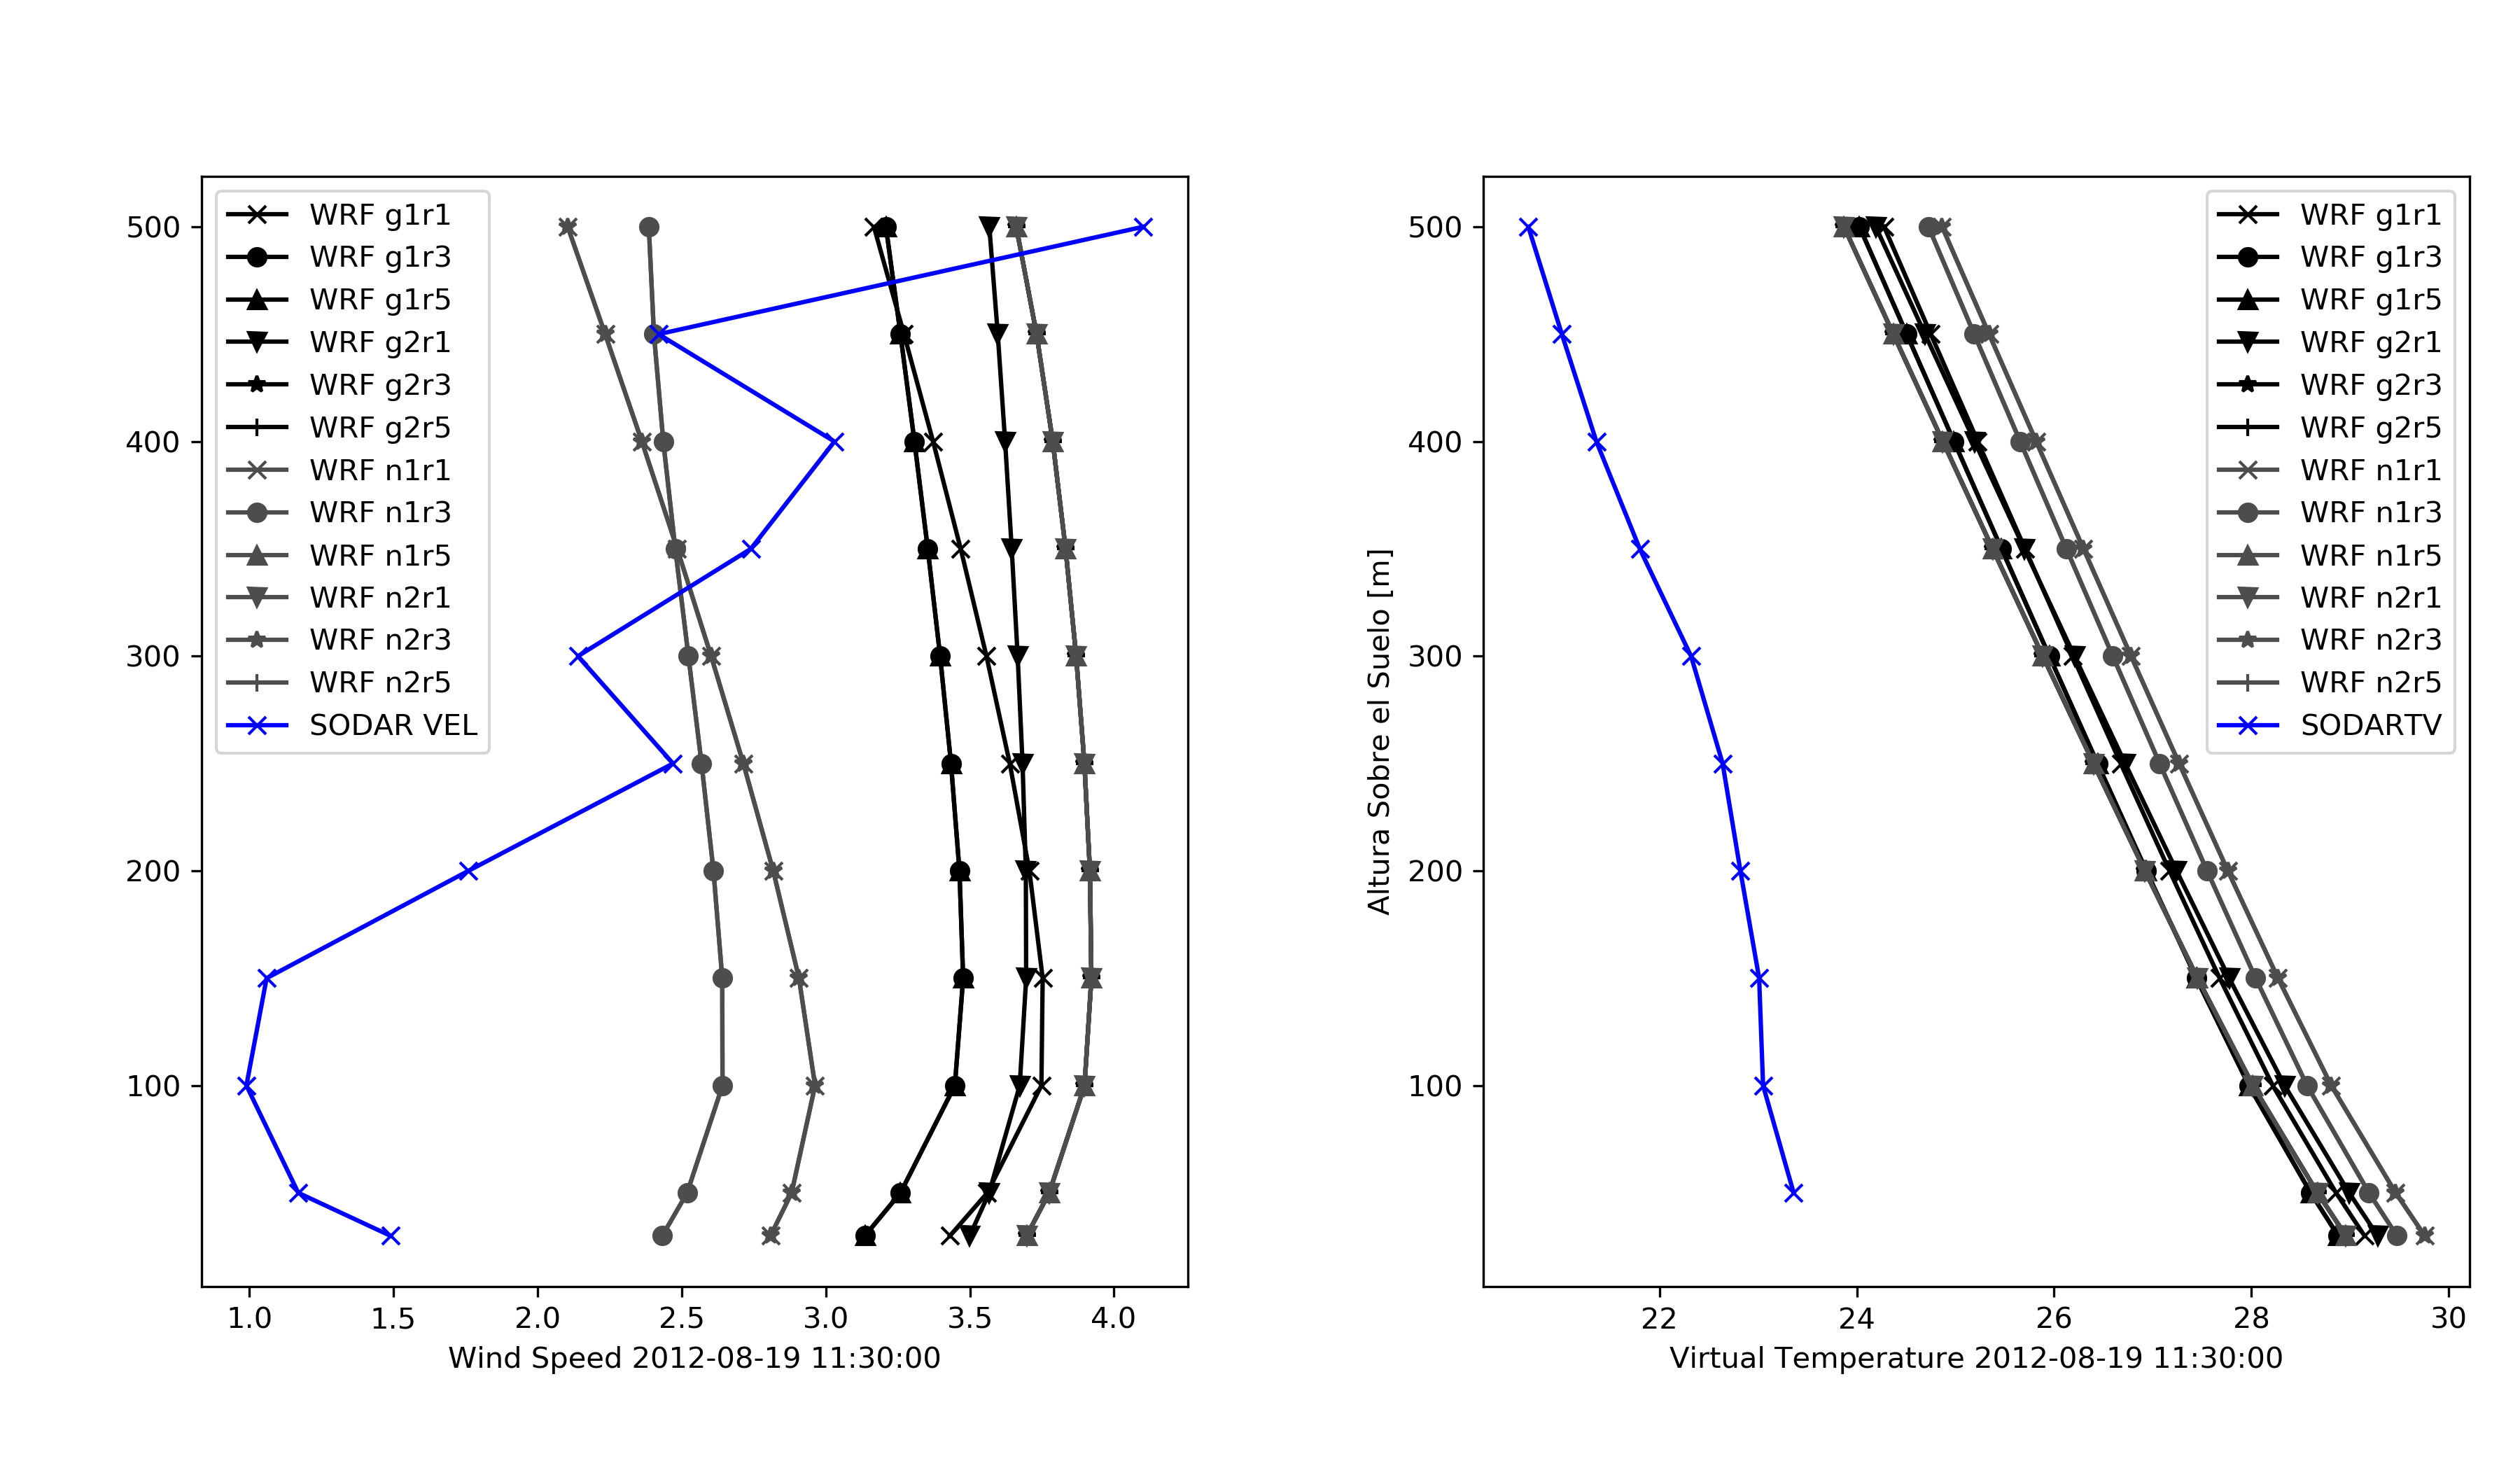 WRF g1r1
WRF g1r3
WRF g1r5
WRF g2r1
WRF g2r3
WRF g2r5
WRF n1r1
WRF n1r3
WRF n1r5
WRF n2r1
WRF n2r3
WRF n2r5
SODAR VEL
500
400
300
200
100
1.0 1.5 2.0 2.5 3.0 3.5 4.0
Wind Speed 2012-08-19 11:30:00
Altura Sobre el Suelo [m]
WRF g1r1
WRF g1r3
WRF g1r5
WRF g2r1
WRF g2r3
WRF g2r5
WRF n1r1
WRF n1r3
WRF n1r5
WRF n2r1
WRF n2r3
WRF n2r5
SODARTV
500
400
300
200
100
22 24 26 28 30
Virtual Temperature 2012-08-19 11:30:00